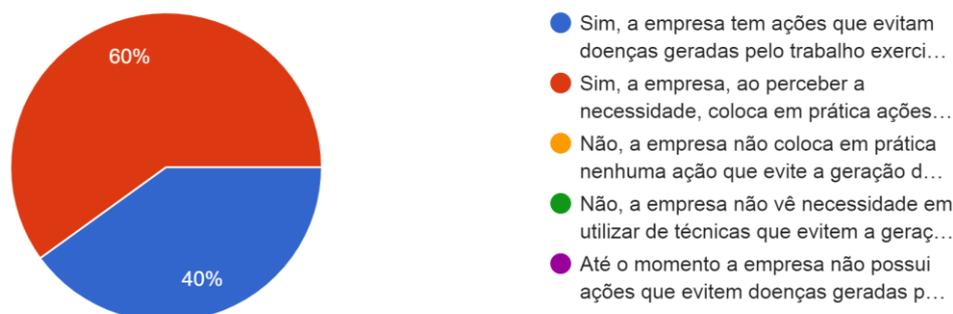 60%
40%
Sim, a empresa tem ações que evitam
doenças geradas pelo trabalho exerci…
Sim, a empresa, ao perceber a
necessidade, coloca em prática ações…
Não, a empresa não coloca em prática
nenhuma ação que evite a geração d…
Não, a empresa não vê necessidade em
utilizar de técnicas que evitem a geraç…
Até o momento a empresa não possui
ações que evitem doenças geradas p…